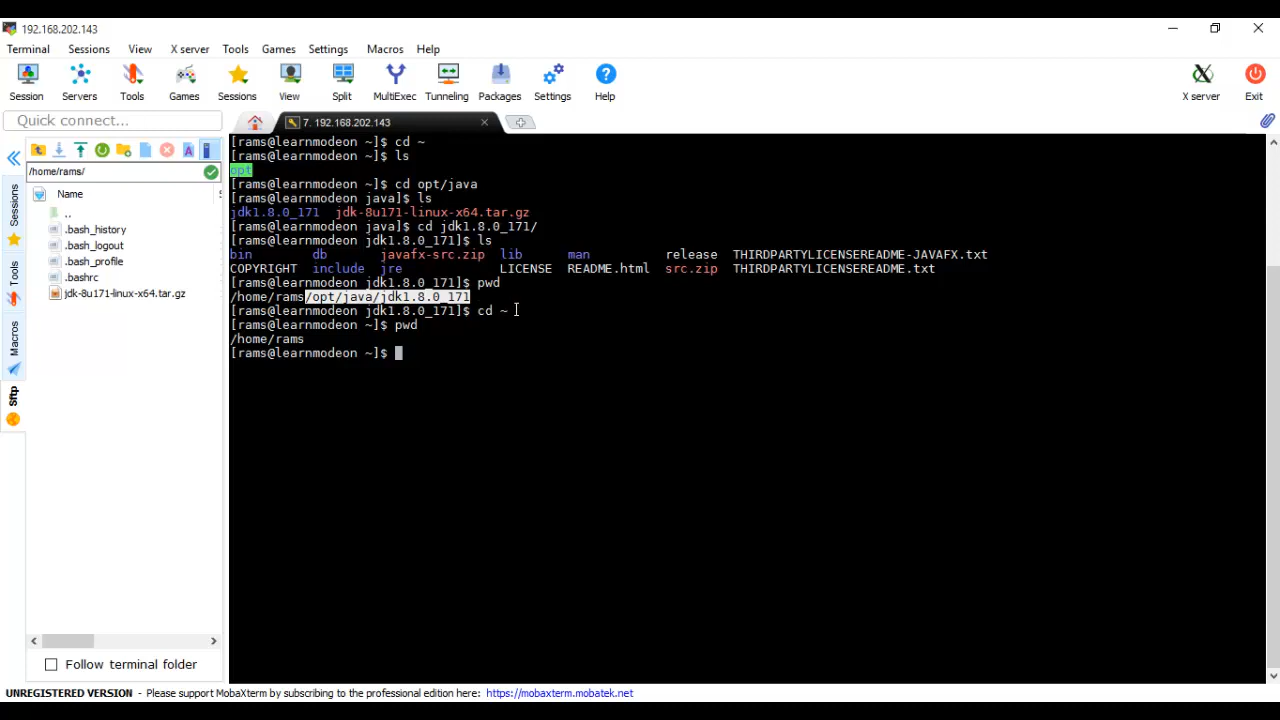 192.168.202.143
Terminal Sessions View X server Tools Games Settings Macros Help
Session Servers Tools Games Sessions View Split MultiExec Tunneling Packages Settings Help X server Exit
Quick connect...
7. 192.168.202.143
/home/rams/
Name
..
.bash_history
.bash_logout
.bash_profile
.bashrc
jdk-8u171-linux-x64.tar.gz
Sessions
Tools
Macros
Sftp
Follow terminal folder
[rams@learnmodeon ~]$ cd ~
[rams@learnmodeon ~]$ ls
opt
[rams@learnmodeon ~]$ cd opt/java
[rams@learnmodeon java]$ ls
jdk1.8.0_171 jdk-8u171-linux-x64.tar.gz
[rams@learnmodeon java]$ cd jdk1.8.0_171/
[rams@learnmodeon jdk1.8.0_171]$ ls
bin db javafx-src.zip lib man release THIRDPARTYLICENSEREADME-JAVAFX.txt
COPYRIGHT include jre LICENSE README.html src.zip THIRDPARTYLICENSEREADME.txt
[rams@learnmodeon jdk1.8.0_171]$ pwd
/home/rams/opt/java/jdk1.8.0_171
[rams@learnmodeon jdk1.8.0_171]$ cd ~
[rams@learnmodeon ~]$ pwd
/home/rams
[rams@learnmodeon ~]$
UNREGISTERED VERSION - Please support MobaXterm by subscribing to the professional edition here: https://mobaxterm.mobatek.net